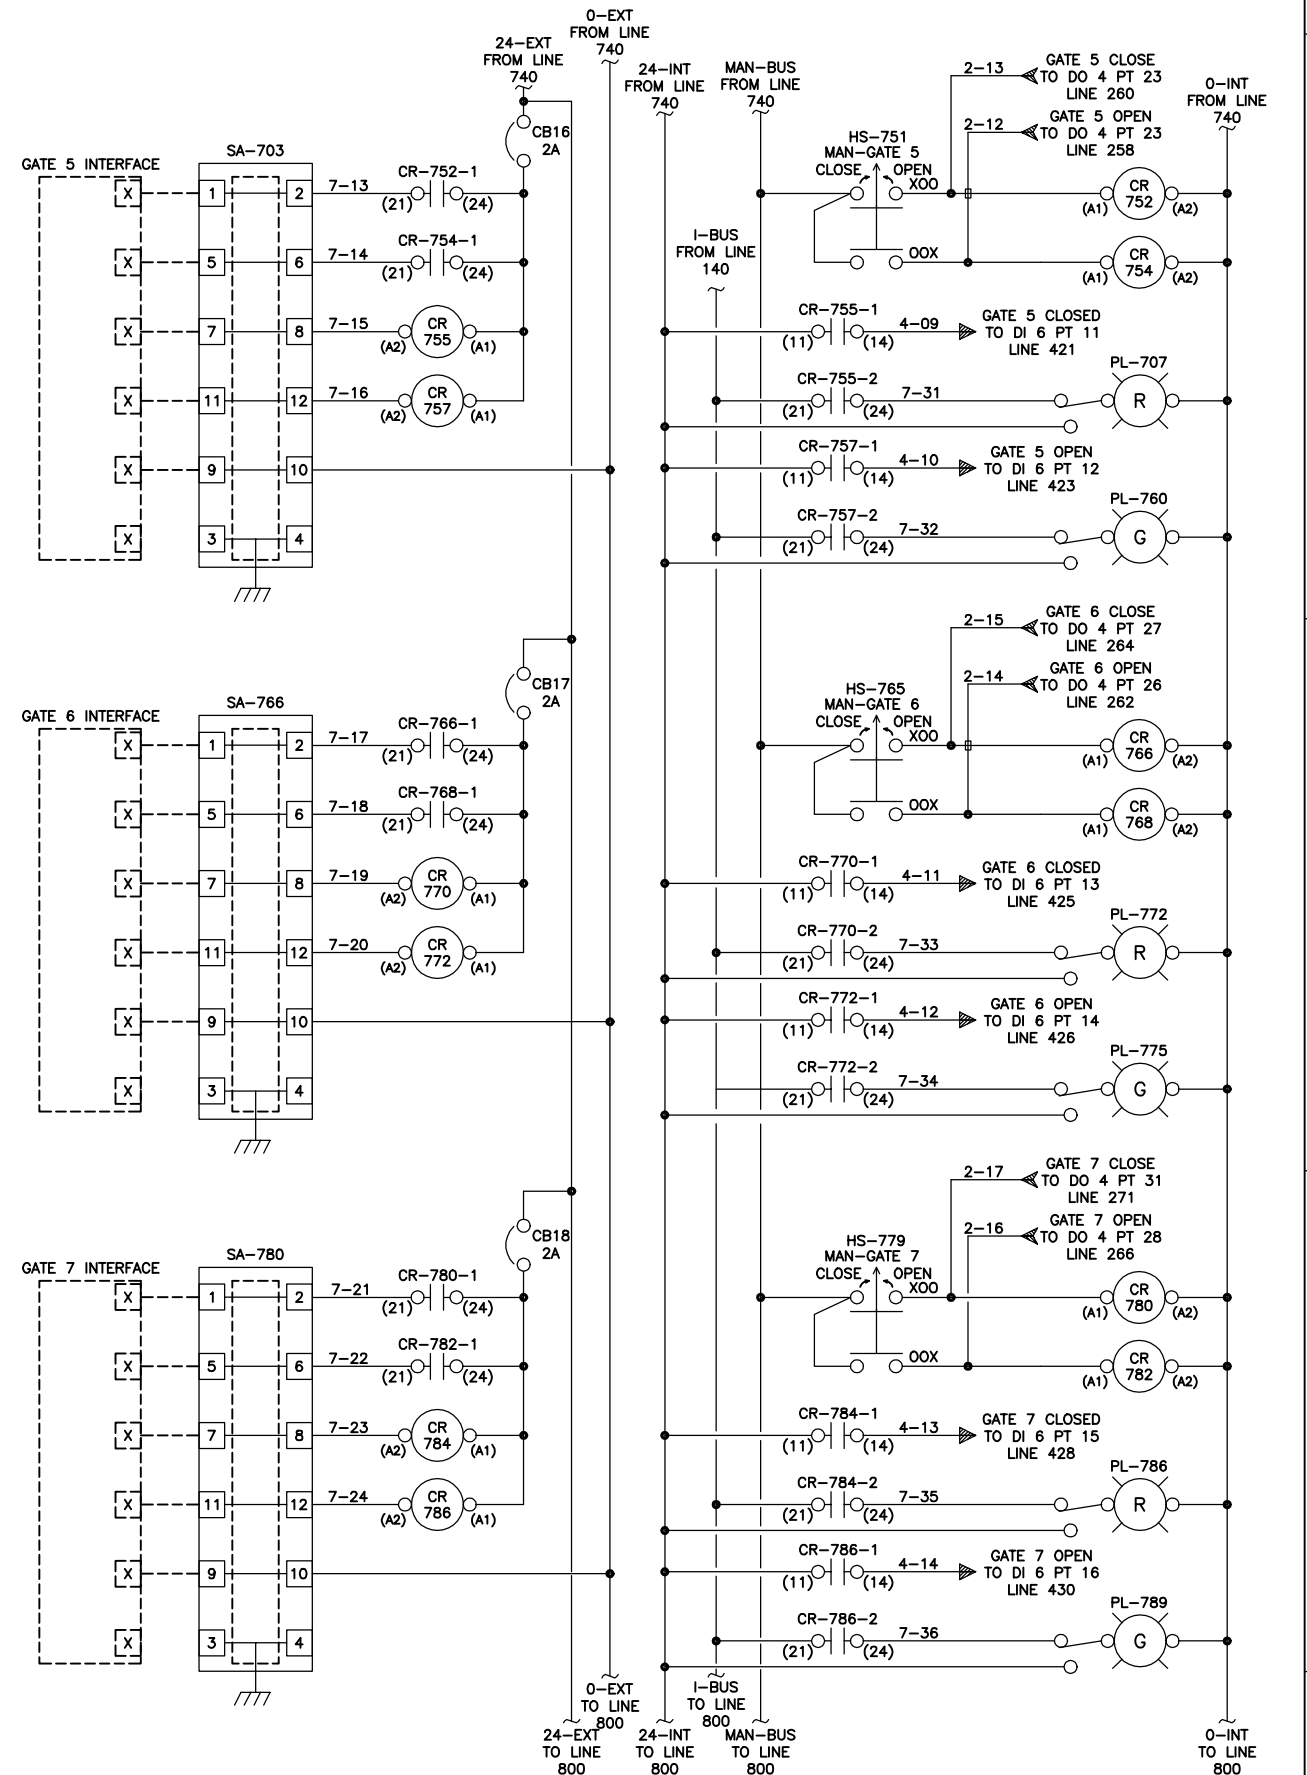 0-EXT
FROM LINE
740
24-EXT
FROM LINE
740
24-INT
FROM LINE
740
MAN-BUS
FROM LINE
740
0-INT
FROM LINE
740
I-BUS
FROM LINE
140
GATE 5 INTERFACE
SA-703
CB16
2A
X 1 2 7-13 CR-752-1 (21) (24)
X 5 6 7-14 CR-754-1 (21) (24)
X 7 8 7-15 (A2) CR 755 (A1)
X 11 12 7-16 (A2) CR 757 (A1)
X 9 10
X 3 4
2-13
GATE 5 CLOSE
TO DO 4 PT 23
LINE 260
2-12
GATE 5 OPEN
TO DO 4 PT 23
LINE 258
HS-751
MAN-GATE 5
CLOSE OPEN
XOO (A1) CR 752 (A2)
OOX (A1) CR 754 (A2)
CR-755-1
(11) (14) 4-09
GATE 5 CLOSED
TO DI 6 PT 11
LINE 421
CR-755-2
(21) (24) 7-31
PL-707
R
CR-757-1
(11) (14) 4-10
GATE 5 OPEN
TO DI 6 PT 12
LINE 423
CR-757-2
(21) (24) 7-32
PL-760
G
GATE 6 INTERFACE
SA-766
CB17
2A
X 1 2 7-17 CR-766-1 (21) (24)
X 5 6 7-18 CR-768-1 (21) (24)
X 7 8 7-19 (A2) CR 770 (A1)
X 11 12 7-20 (A2) CR 772 (A1)
X 9 10
X 3 4
2-15
GATE 6 CLOSE
TO DO 4 PT 27
LINE 264
2-14
GATE 6 OPEN
TO DO 4 PT 26
LINE 262
HS-765
MAN-GATE 6
CLOSE OPEN
XOO (A1) CR 766 (A2)
OOX (A1) CR 768 (A2)
CR-770-1
(11) (14) 4-11
GATE 6 CLOSED
TO DI 6 PT 13
LINE 425
CR-770-2
(21) (24) 7-33
PL-772
R
CR-772-1
(11) (14) 4-12
GATE 6 OPEN
TO DI 6 PT 14
LINE 426
CR-772-2
(21) (24) 7-34
PL-775
G
GATE 7 INTERFACE
SA-780
CB18
2A
X 1 2 7-21 CR-780-1 (21) (24)
X 5 6 7-22 CR-782-1 (21) (24)
X 7 8 7-23 (A2) CR 784 (A1)
X 11 12 7-24 (A2) CR 786 (A1)
X 9 10
X 3 4
2-17
GATE 7 CLOSE
TO DO 4 PT 31
LINE 271
2-16
GATE 7 OPEN
TO DO 4 PT 28
LINE 266
HS-779
MAN-GATE 7
CLOSE OPEN
XOO (A1) CR 780 (A2)
OOX (A1) CR 782 (A2)
CR-784-1
(11) (14) 4-13
GATE 7 CLOSED
TO DI 6 PT 15
LINE 428
CR-784-2
(21) (24) 7-35
PL-786
R
CR-786-1
(11) (14) 4-14
GATE 7 OPEN
TO DI 6 PT 16
LINE 430
CR-786-2
(21) (24) 7-36
PL-789
G
0-EXT
TO LINE
800
24-EXT
TO LINE
800
24-INT
TO LINE
800
I-BUS
TO LINE
800
MAN-BUS
TO LINE
800
0-INT
TO LINE
800